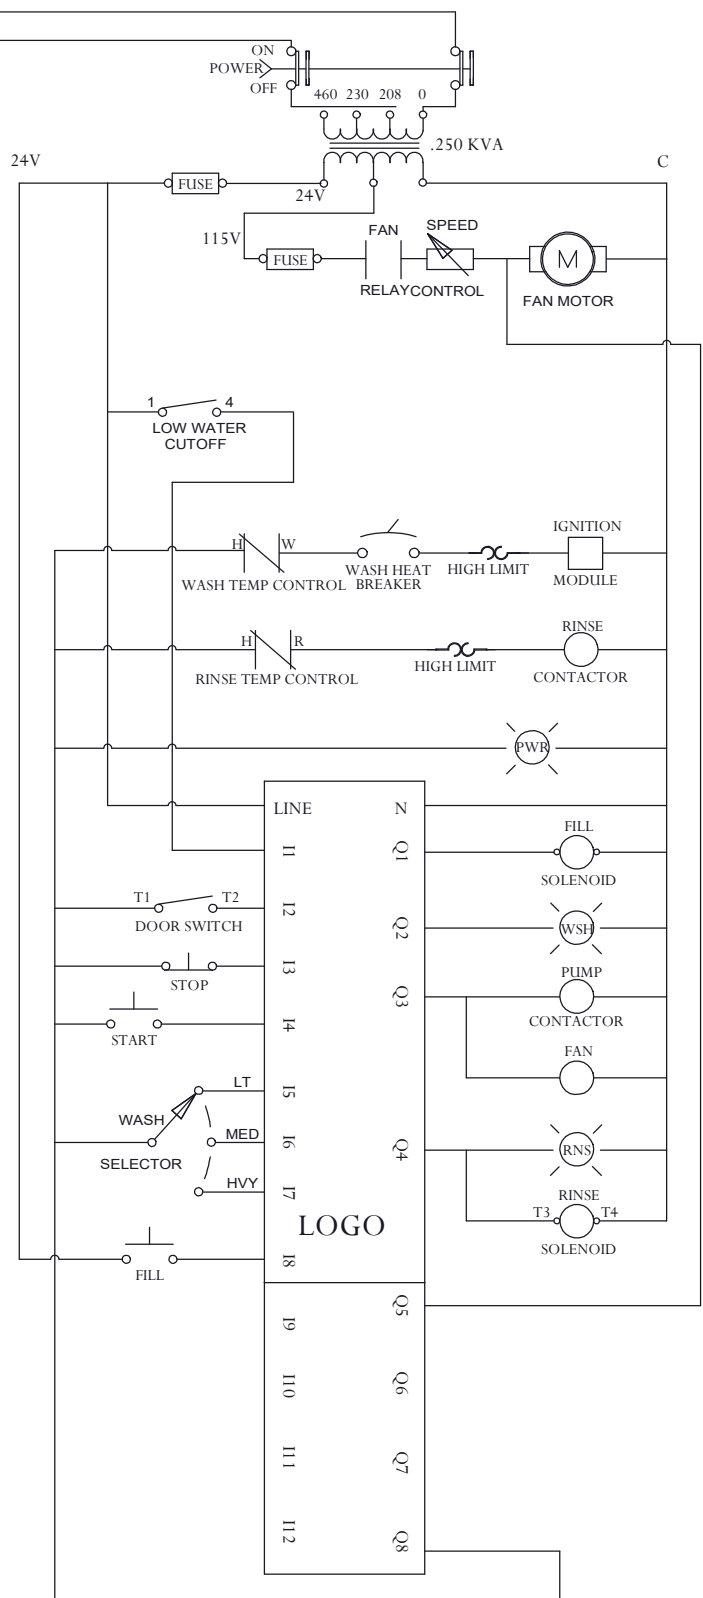 ON
POWER
OFF
460 230 208 0
.250 KVA
24V
C
FUSE
24V
115V
FAN
SPEED
FUSE
M
RELAY
CONTROL
FAN MOTOR
1 4
LOW WATER
CUTOFF
H W
WASH TEMP CONTROL
WASH HEAT
BREAKER
HIGH LIMIT
IGNITION
MODULE
H R
RINSE TEMP CONTROL
HIGH LIMIT
RINSE
CONTACTOR
PWR
LINE
N
I1
Q1
FILL
SOLENOID
T1 T2
DOOR SWITCH
I2
Q2
WSH
STOP
I3
Q3
PUMP
CONTACTOR
START
I4
FAN
LT
I5
WASH
SELECTOR
MED
I6
Q4
RNS
HVY
I7
RINSE
T3 T4
SOLENOID
LOGO
FILL
I8
Q5
I9
I10
Q6
I11
Q7
I12
Q8